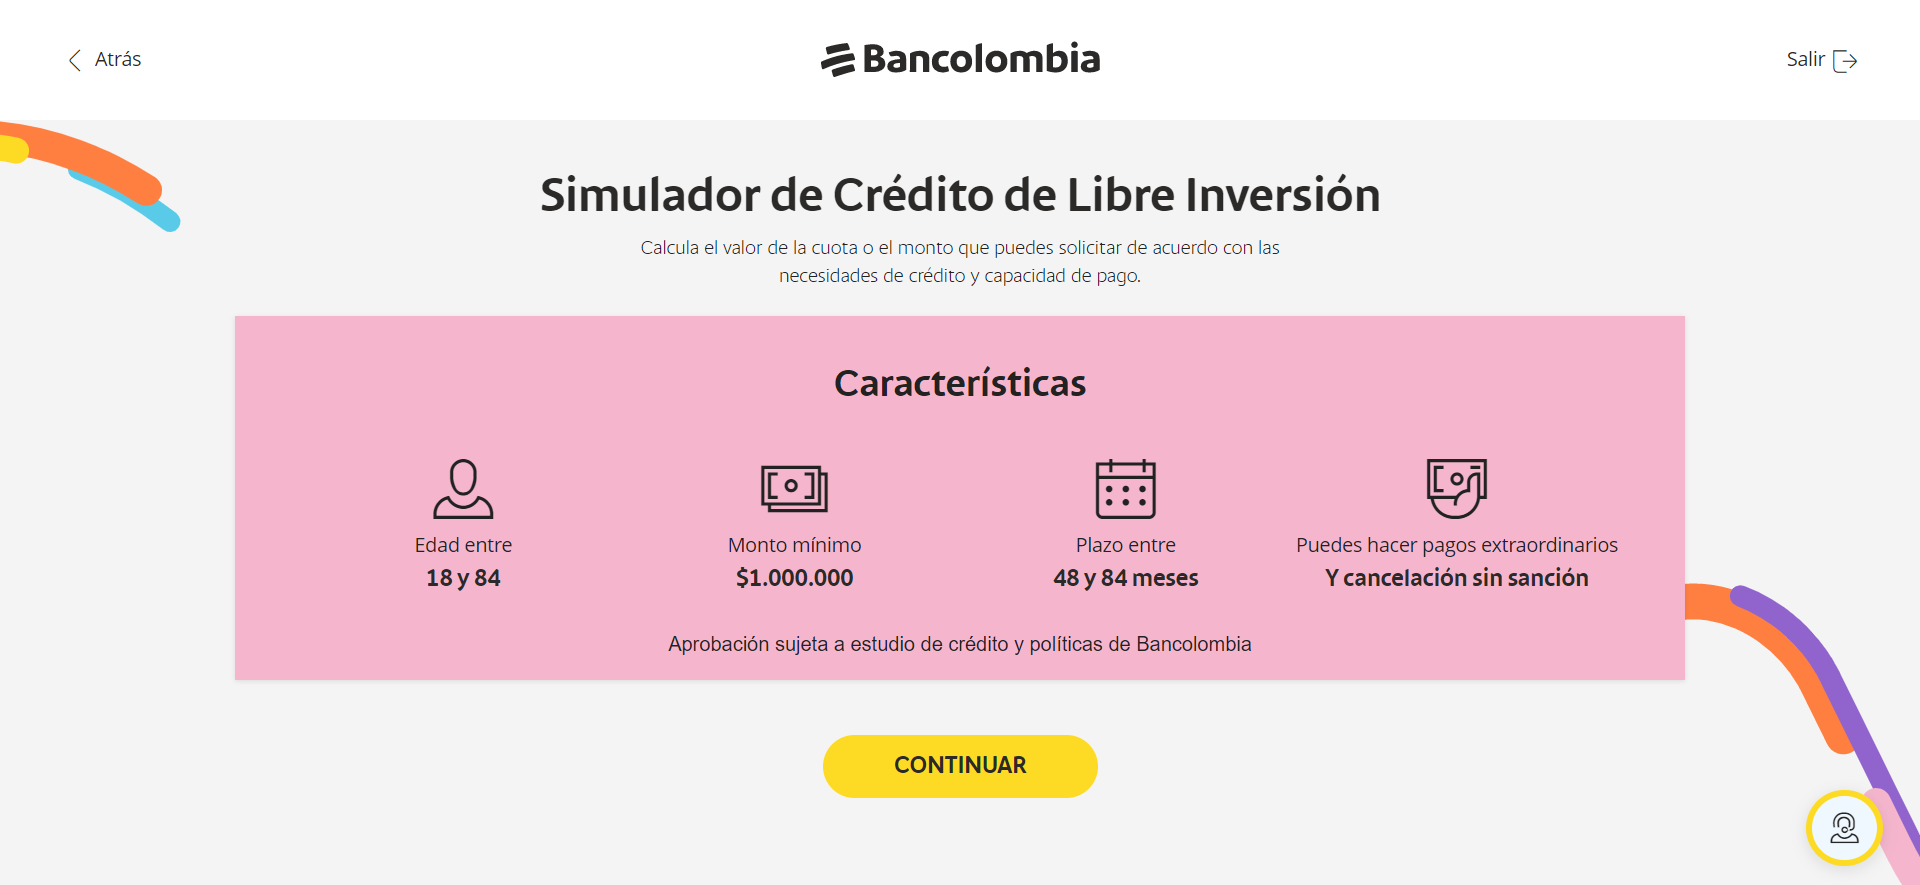 Atrás
Bancolombia
Salir
Simulador de Crédito de Libre Inversión
Calcula el valor de la cuota o el monto que puedes solicitar de acuerdo con las
necesidades de crédito y capacidad de pago.
Características
Edad entre
18 y 84
Monto mínimo
$1.000.000
Plazo entre
48 y 84 meses
Puedes hacer pagos extraordinarios
Y cancelación sin sanción
Aprobación sujeta a estudio de crédito y políticas de Bancolombia
CONTINUAR